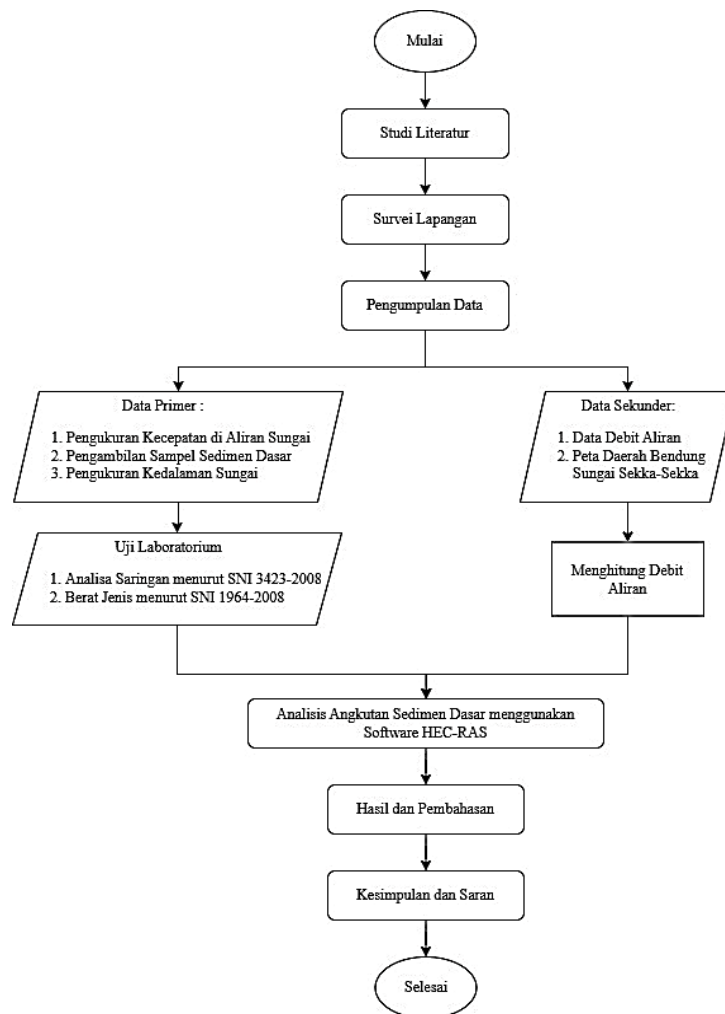 Mulai
Studi Literatur
Survei Lapangan
Pengumpulan Data
Data Primer :
1. Pengukuran Kecepatan di Aliran Sungai
2. Pengambilan Sampel Sedimen Dasar
3. Pengukuran Kedalaman Sungai
Data Sekunder:
1. Data Debit Aliran
2. Peta Daerah Bendung
Sungai Sekka-Sekka
Uji Laboratorium
1. Analisa Saringan menurut SNI 3423-2008
2. Berat Jenis menurut SNI 1964-2008
Menghitung Debit
Aliran
Analisis Angkutan Sedimen Dasar menggunakan
Software HEC-RAS
Hasil dan Pembahasan
Kesimpulan dan Saran
Selesai